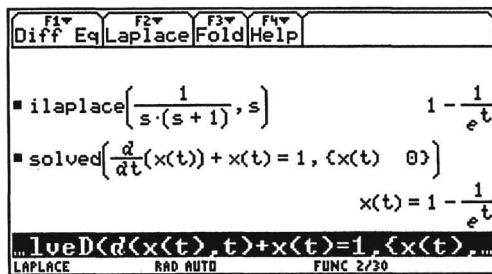 F1▼ F2▼ F3▼ F4▼
Diff Eq Laplace Fold Help
▪ ilaplace(1/(s·(s + 1)), s) 1 - 1/e^t
▪ solved(d/dt(x(t)) + x(t) = 1, {x(t) 0})
x(t) = 1 - 1/e^t
…lveD(d(x(t),t)+x(t)=1,{x(t),…
LAPLACE RAD AUTO FUNC 2/30